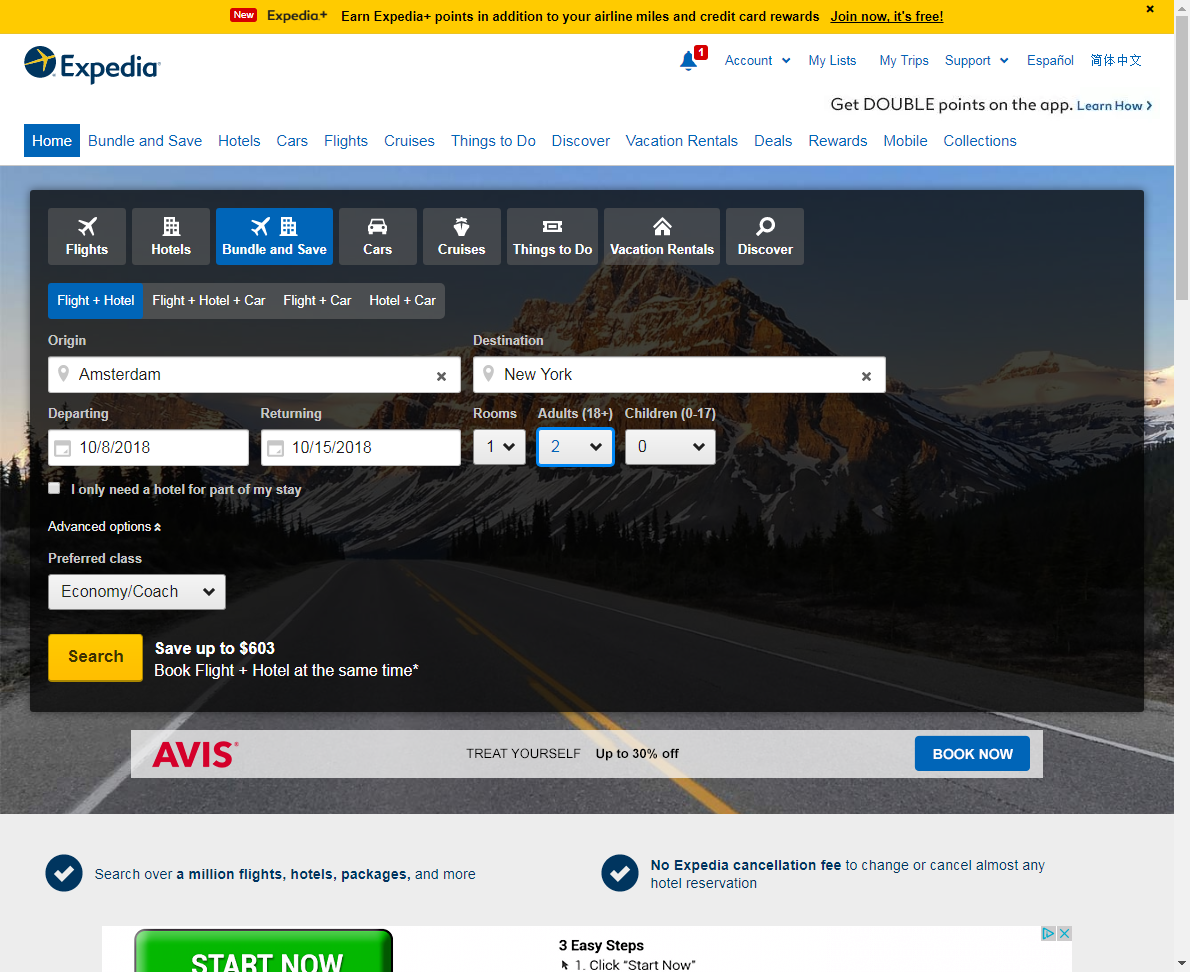 New Expedia+ Earn Expedia+ points in addition to your airline miles and credit card rewards Join now, it's free!
Expedia
1 Account My Lists My Trips Support Español 简体中文
Get DOUBLE points on the app. Learn How
Home Bundle and Save Hotels Cars Flights Cruises Things to Do Discover Vacation Rentals Deals Rewards Mobile Collections
Flights Hotels Bundle and Save Cars Cruises Things to Do Vacation Rentals Discover
Flight + Hotel Flight + Hotel + Car Flight + Car Hotel + Car
Origin Destination
Amsterdam New York
Departing Returning Rooms Adults (18+) Children (0-17)
10/8/2018 10/15/2018 1 2 0
I only need a hotel for part of my stay
Advanced options
Preferred class
Economy/Coach
Search Save up to $603
Book Flight + Hotel at the same time*
AVIS® TREAT YOURSELF Up to 30% off BOOK NOW
Search over a million flights, hotels, packages, and more
No Expedia cancellation fee to change or cancel almost any
hotel reservation
START NOW
3 Easy Steps
1. Click "Start Now"